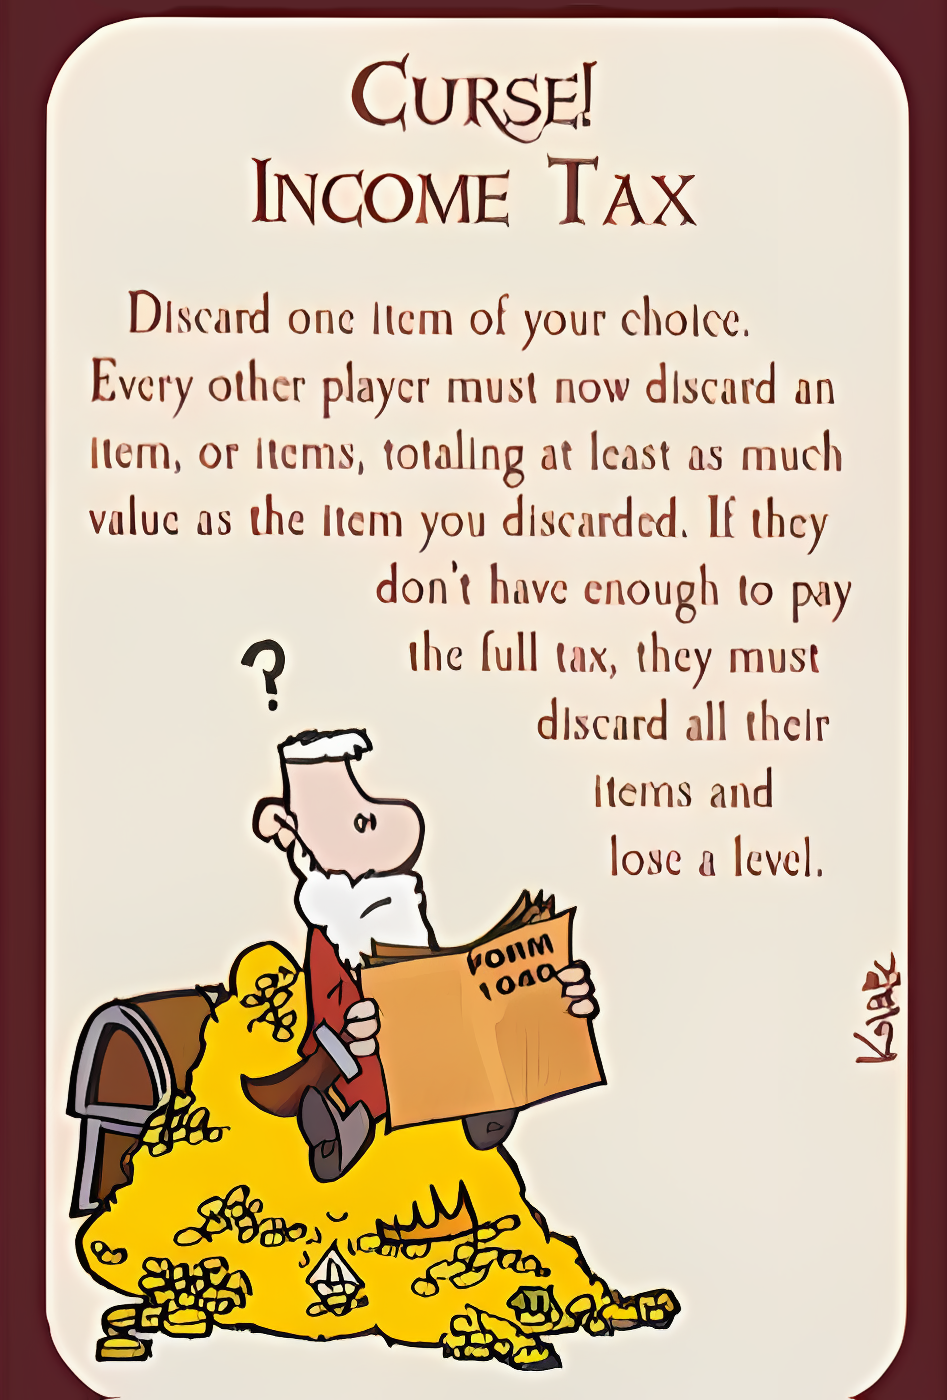 CURSE!
INCOME TAX
Discard one item of your choice.
Every other player must now discard an
item, or items, totaling at least as much
value as the item you discarded. If they
don't have enough to pay
the full tax, they must
discard all their
items and
lose a level.
?
FORM
1040